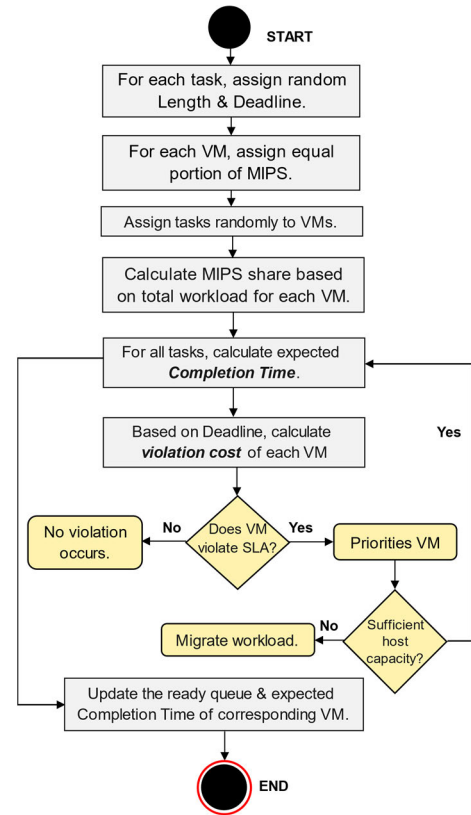 START
For each task, assign random
Length & Deadline.
For each VM, assign equal
portion of MIPS.
Assign tasks randomly to VMs.
Calculate MIPS share based
on total workload for each VM.
For all tasks, calculate expected
Completion Time.
Yes
Based on Deadline, calculate
violation cost of each VM
No violation
occurs.
No
Does VM
violate SLA?
Yes
Priorities VM
Migrate workload.
No
Sufficient
host
capacity?
Update the ready queue & expected
Completion Time of corresponding VM.
END